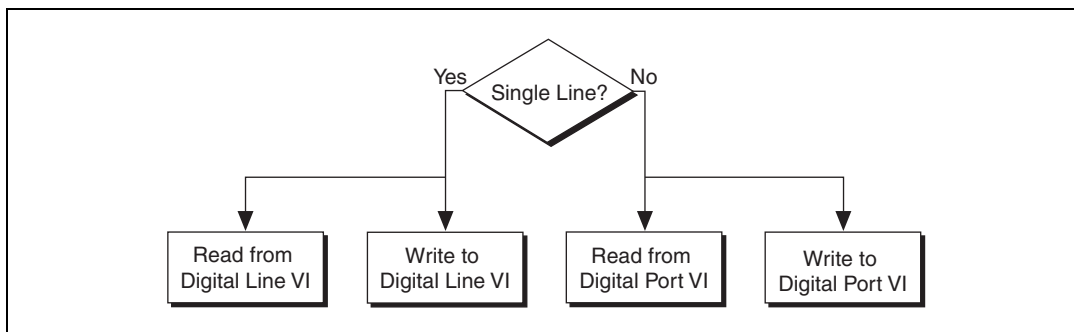 Yes
No
Single Line?
Read from
Digital Line VI
Write to
Digital Line VI
Read from
Digital Port VI
Write to
Digital Port VI